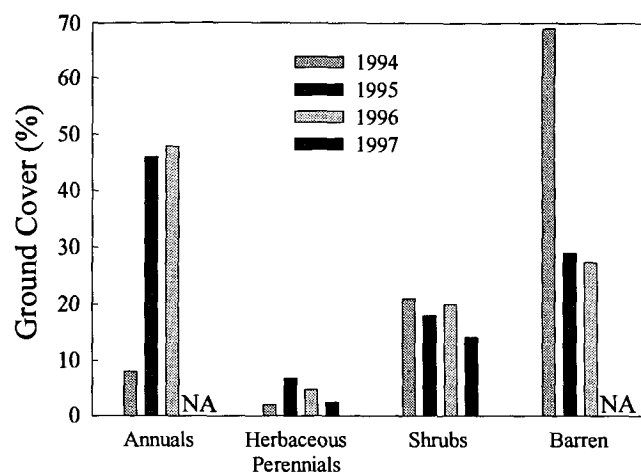 70
60
50
40
30
20
10
0
Ground Cover (%)
1994
1995
1996
1997
NA
NA
Annuals
Herbaceous
Perennials
Shrubs
Barren